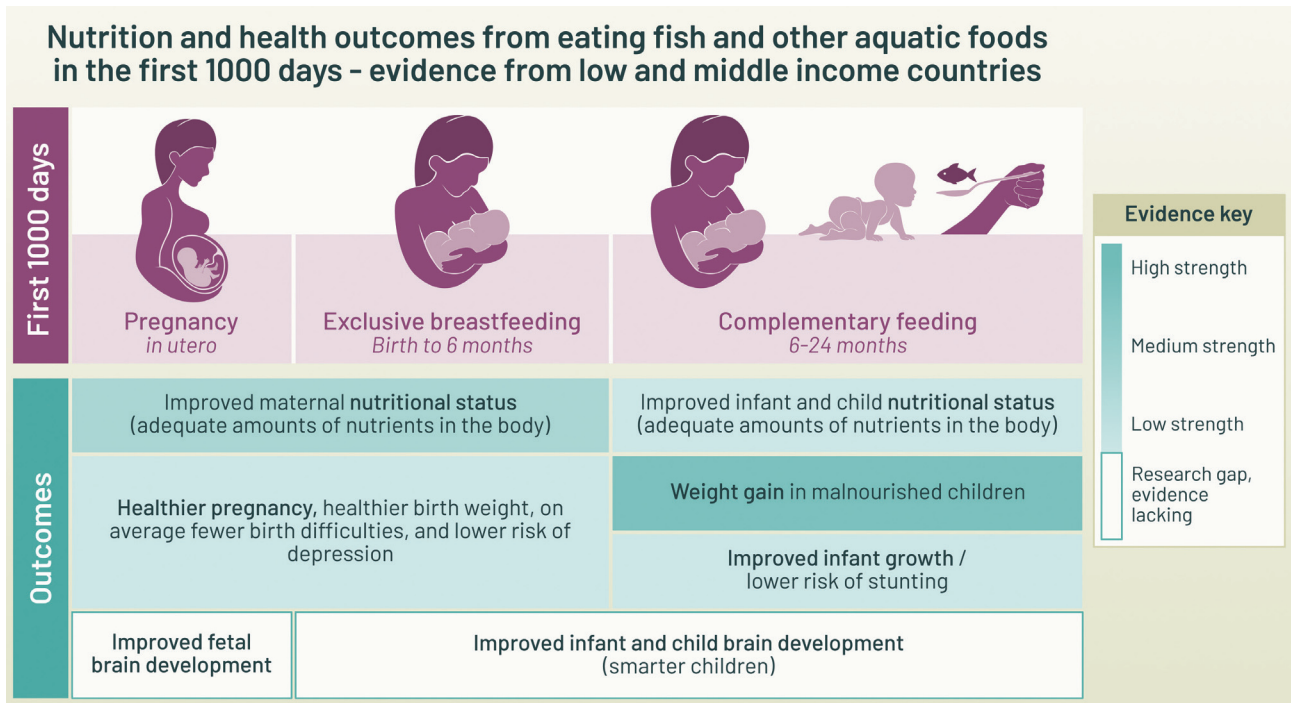 Nutrition and health outcomes from eating fish and other aquatic foods
in the first 1000 days - evidence from low and middle income countries
First 1000 days
Pregnancy
in utero
Exclusive breastfeeding
Birth to 6 months
Complementary feeding
6-24 months
Outcomes
Improved maternal nutritional status
(adequate amounts of nutrients in the body)
Improved infant and child nutritional status
(adequate amounts of nutrients in the body)
Healthier pregnancy, healthier birth weight, on
average fewer birth difficulties, and lower risk of
depression
Weight gain in malnourished children
Improved infant growth /
lower risk of stunting
Improved fetal
brain development
Improved infant and child brain development
(smarter children)
Evidence key
High strength
Medium strength
Low strength
Research gap,
evidence
lacking